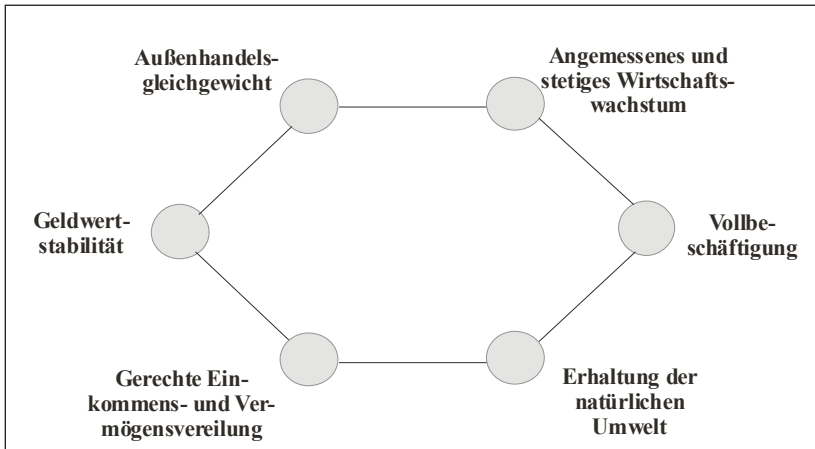 Außenhandels-
gleichgewicht
Angemessenes und
stetiges Wirtschafts-
wachstum
Geldwert-
stabilität
Vollbe-
schäftigung
Gerechte Ein-
kommens- und Ver-
mögensvereilung
Erhaltung der
natürlichen
Umwelt